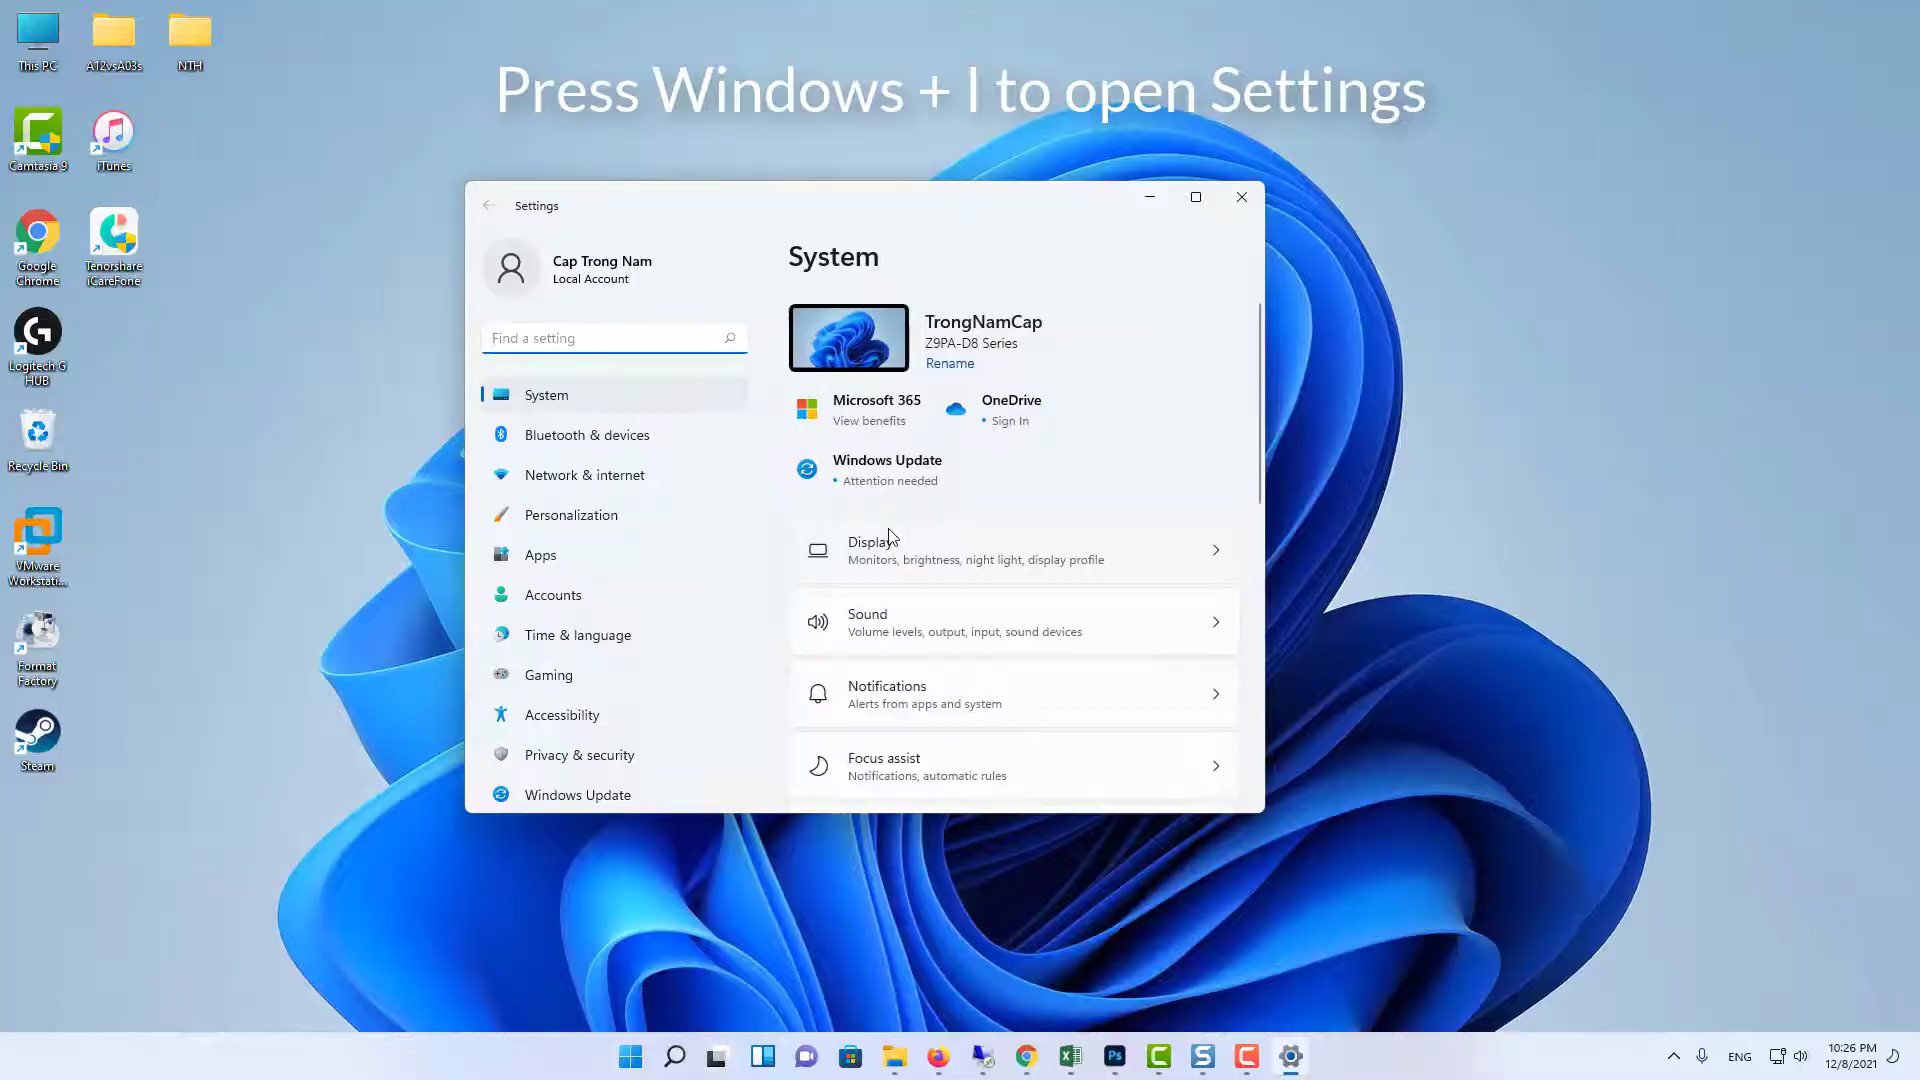 Press Windows + I to open Settings
This PC
A12vsA03s
NTH
Camtasia 9
iTunes
Google
Chrome
Tenorshare
iCareFone
Logitech G
HUB
Recycle Bin
VMware
Workstati...
Format
Factory
Steam
Settings
Cap Trong Nam
Local Account
Find a setting
System
Bluetooth & devices
Network & internet
Personalization
Apps
Accounts
Time & language
Gaming
Accessibility
Privacy & security
Windows Update
System
TrongNamCap
Z9PA-D8 Series
Rename
Microsoft 365
View benefits
OneDrive
• Sign In
Windows Update
• Attention needed
Display
Monitors, brightness, night light, display profile
Sound
Volume levels, output, input, sound devices
Notifications
Alerts from apps and system
Focus assist
Notifications, automatic rules
Ps
ENG
10:26 PM
12/8/2021